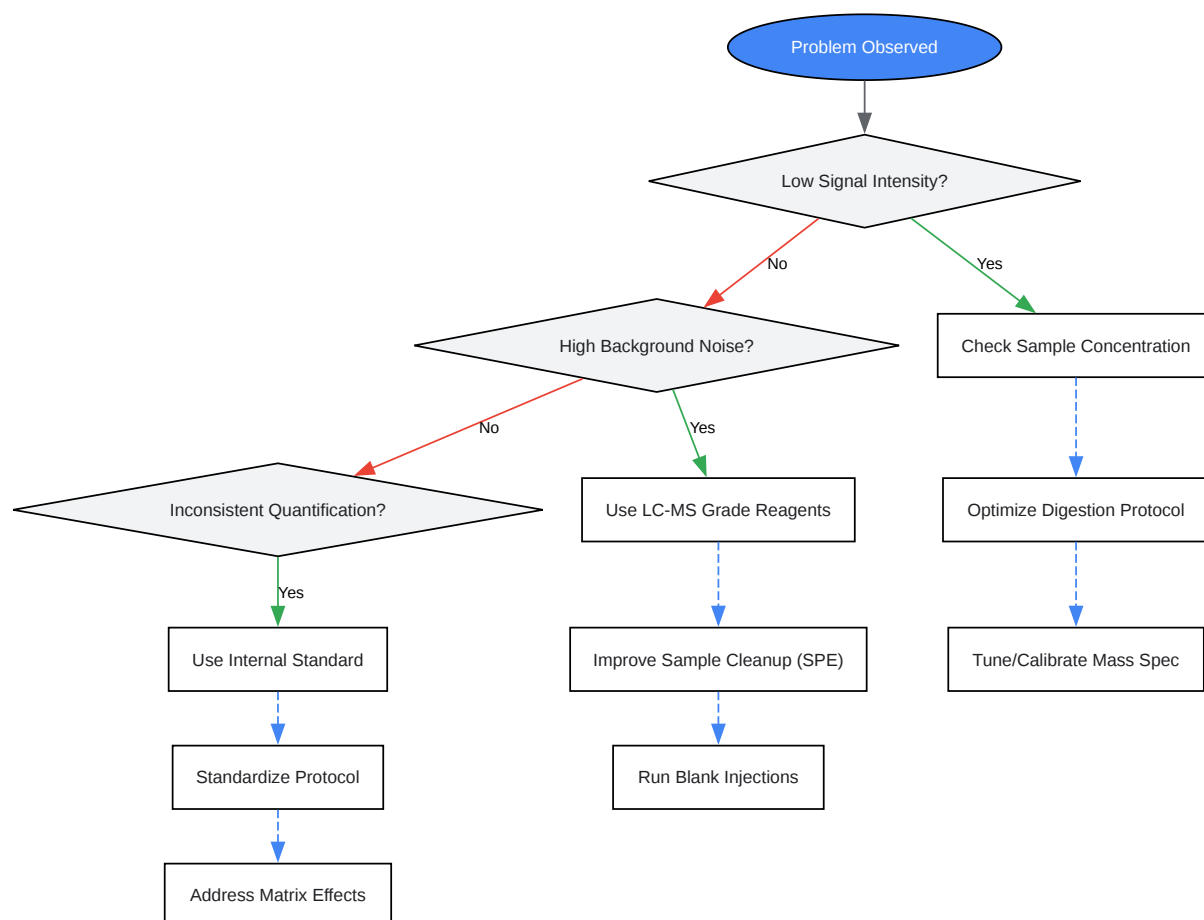 Problem Observed
Low Signal Intensity?
No
Yes
High Background Noise?
Check Sample Concentration
No
Yes
Inconsistent Quantification?
Use LC-MS Grade Reagents
Optimize Digestion Protocol
Yes
Use Internal Standard
Improve Sample Cleanup (SPE)
Tune/Calibrate Mass Spec
Standardize Protocol
Run Blank Injections
Address Matrix Effects